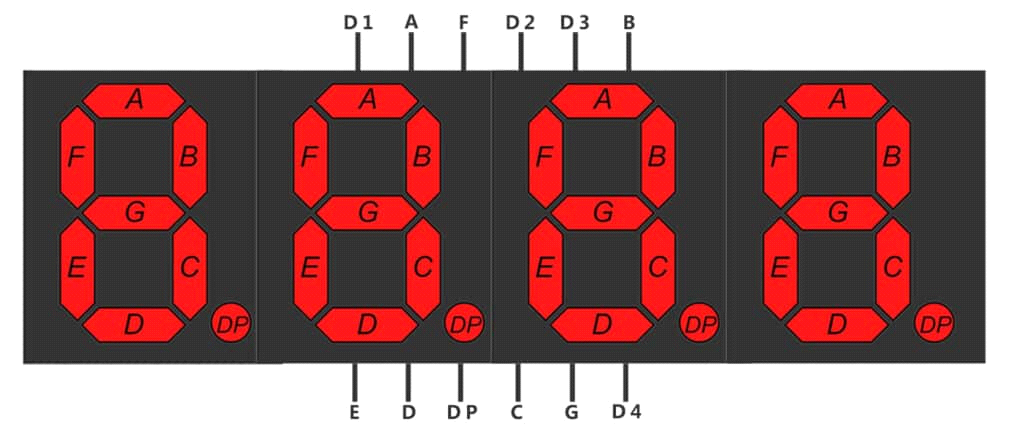 D1 A F D2 D3 B
A A A A
F B F B F B F B
G G G G
E C E C E C E C
D DP D DP D DP D DP
E D DP C G D4